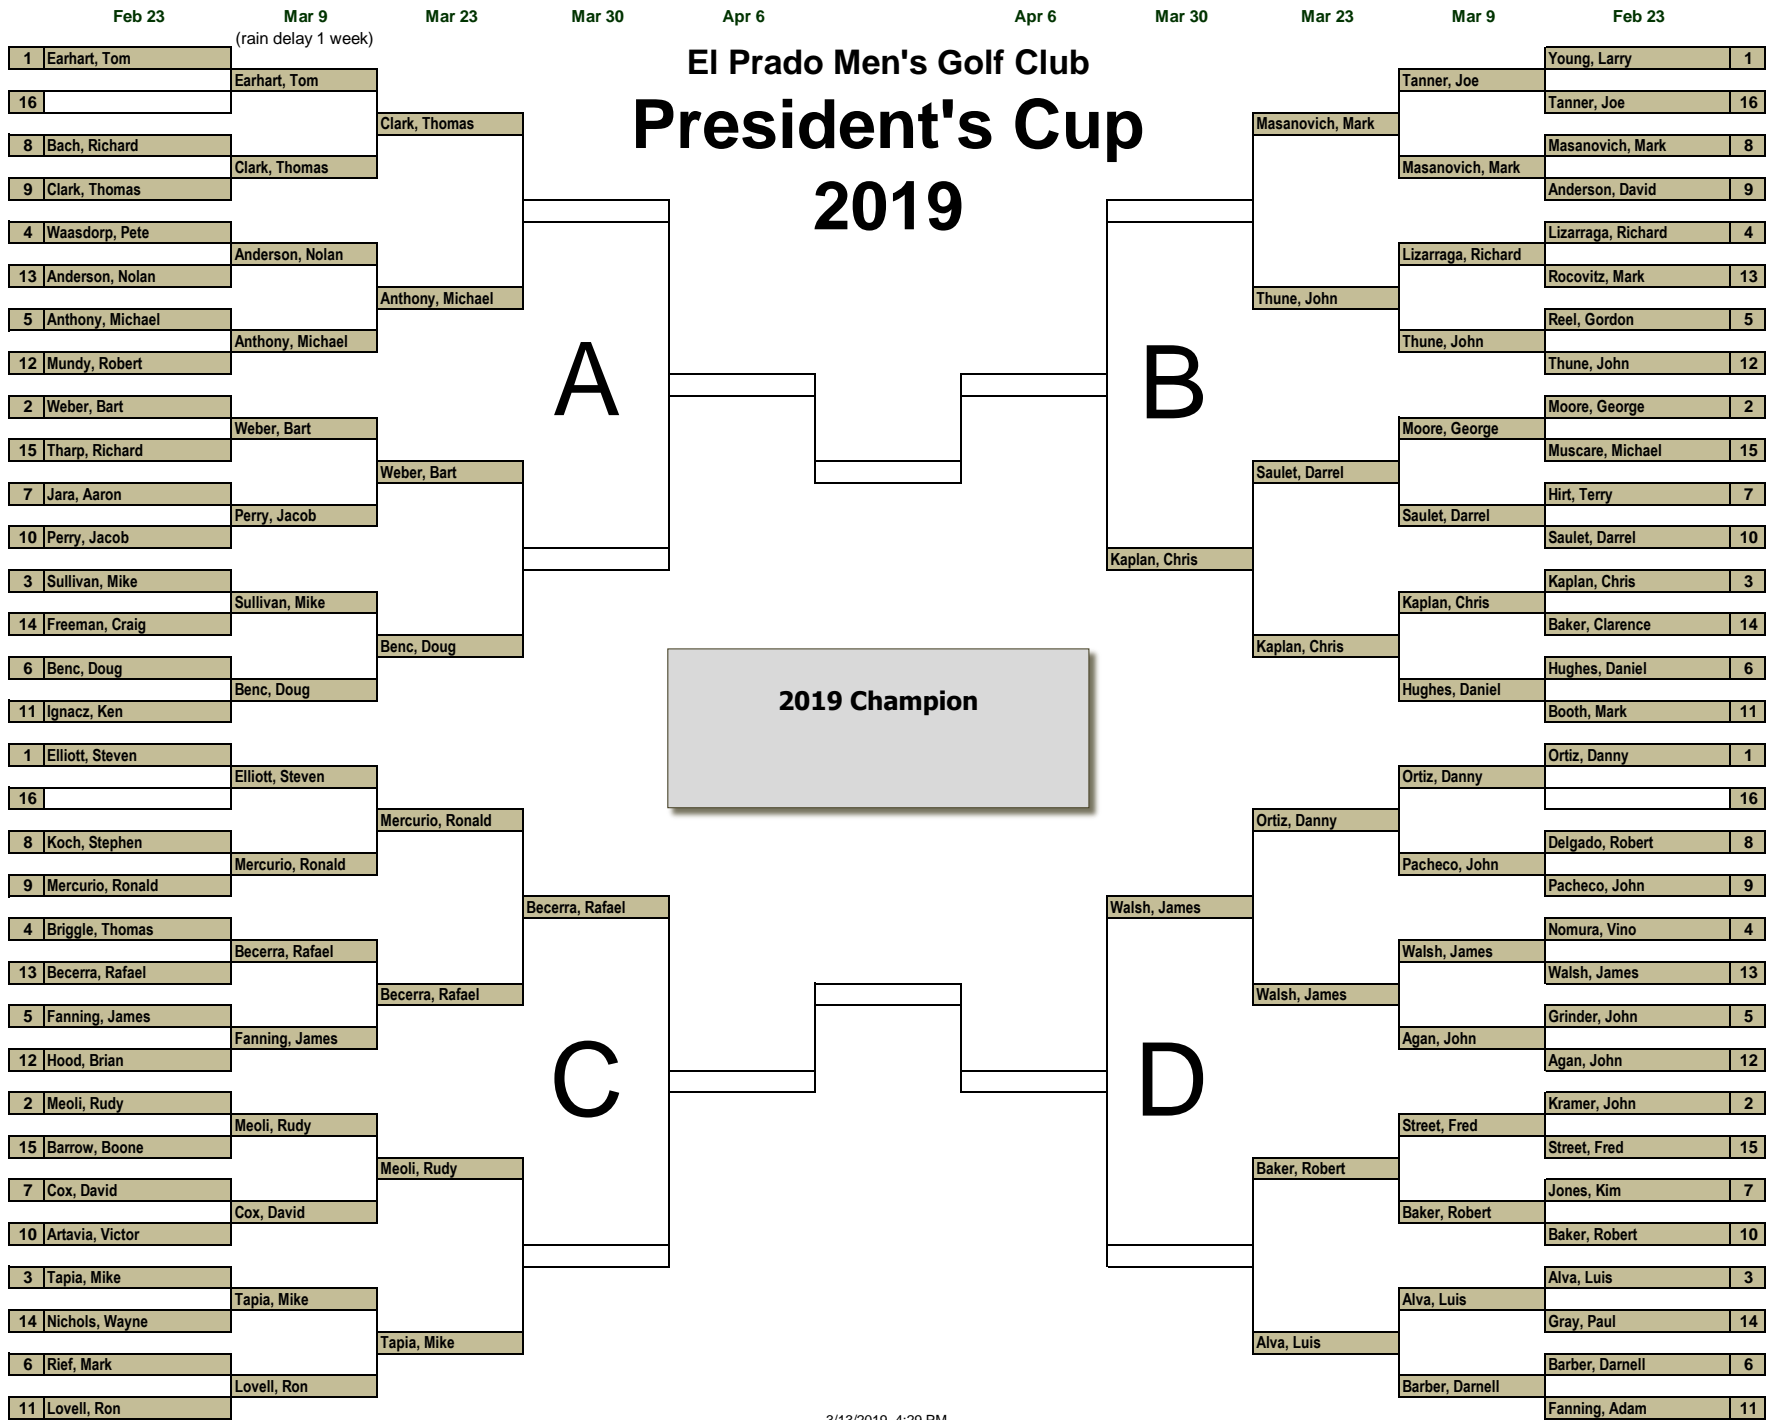 Feb 23 Mar 9 Mar 23 Mar 30 Apr 6 Apr 6 Mar 30 Mar 23 Mar 9 Feb 23
(rain delay 1 week)
El Prado Men's Golf Club
President's Cup
2019
1 Earhart, Tom
16
8 Bach, Richard
9 Clark, Thomas
4 Waasdorp, Pete
13 Anderson, Nolan
5 Anthony, Michael
12 Mundy, Robert
2 Weber, Bart
15 Tharp, Richard
7 Jara, Aaron
10 Perry, Jacob
3 Sullivan, Mike
14 Freeman, Craig
6 Benc, Doug
11 Ignacz, Ken
1 Elliott, Steven
16
8 Koch, Stephen
9 Mercurio, Ronald
4 Briggle, Thomas
13 Becerra, Rafael
5 Fanning, James
12 Hood, Brian
2 Meoli, Rudy
15 Barrow, Boone
7 Cox, David
10 Artavia, Victor
3 Tapia, Mike
14 Nichols, Wayne
6 Rief, Mark
11 Lovell, Ron
Earhart, Tom
Clark, Thomas
Anderson, Nolan
Anthony, Michael
Weber, Bart
Perry, Jacob
Sullivan, Mike
Benc, Doug
Elliott, Steven
Mercurio, Ronald
Becerra, Rafael
Fanning, James
Meoli, Rudy
Cox, David
Tapia, Mike
Lovell, Ron
Clark, Thomas
Anthony, Michael
Weber, Bart
Benc, Doug
Mercurio, Ronald
Becerra, Rafael
Meoli, Rudy
Tapia, Mike
A
Becerra, Rafael
C
2019 Champion
B
Kaplan, Chris
Walsh, James
D
Masanovich, Mark
Thune, John
Saulet, Darrel
Kaplan, Chris
Ortiz, Danny
Walsh, James
Baker, Robert
Alva, Luis
Tanner, Joe
Masanovich, Mark
Lizarraga, Richard
Thune, John
Moore, George
Saulet, Darrel
Kaplan, Chris
Hughes, Daniel
Ortiz, Danny
Pacheco, John
Walsh, James
Agan, John
Street, Fred
Baker, Robert
Alva, Luis
Barber, Darnell
Young, Larry 1
Tanner, Joe 16
Masanovich, Mark 8
Anderson, David 9
Lizarraga, Richard 4
Rocovitz, Mark 13
Reel, Gordon 5
Thune, John 12
Moore, George 2
Muscare, Michael 15
Hirt, Terry 7
Saulet, Darrel 10
Kaplan, Chris 3
Baker, Clarence 14
Hughes, Daniel 6
Booth, Mark 11
Ortiz, Danny 1
16
Delgado, Robert 8
Pacheco, John 9
Nomura, Vino 4
Walsh, James 13
Grinder, John 5
Agan, John 12
Kramer, John 2
Street, Fred 15
Jones, Kim 7
Baker, Robert 10
Alva, Luis 3
Gray, Paul 14
Barber, Darnell 6
Fanning, Adam 11
3/13/2019 4:29 PM